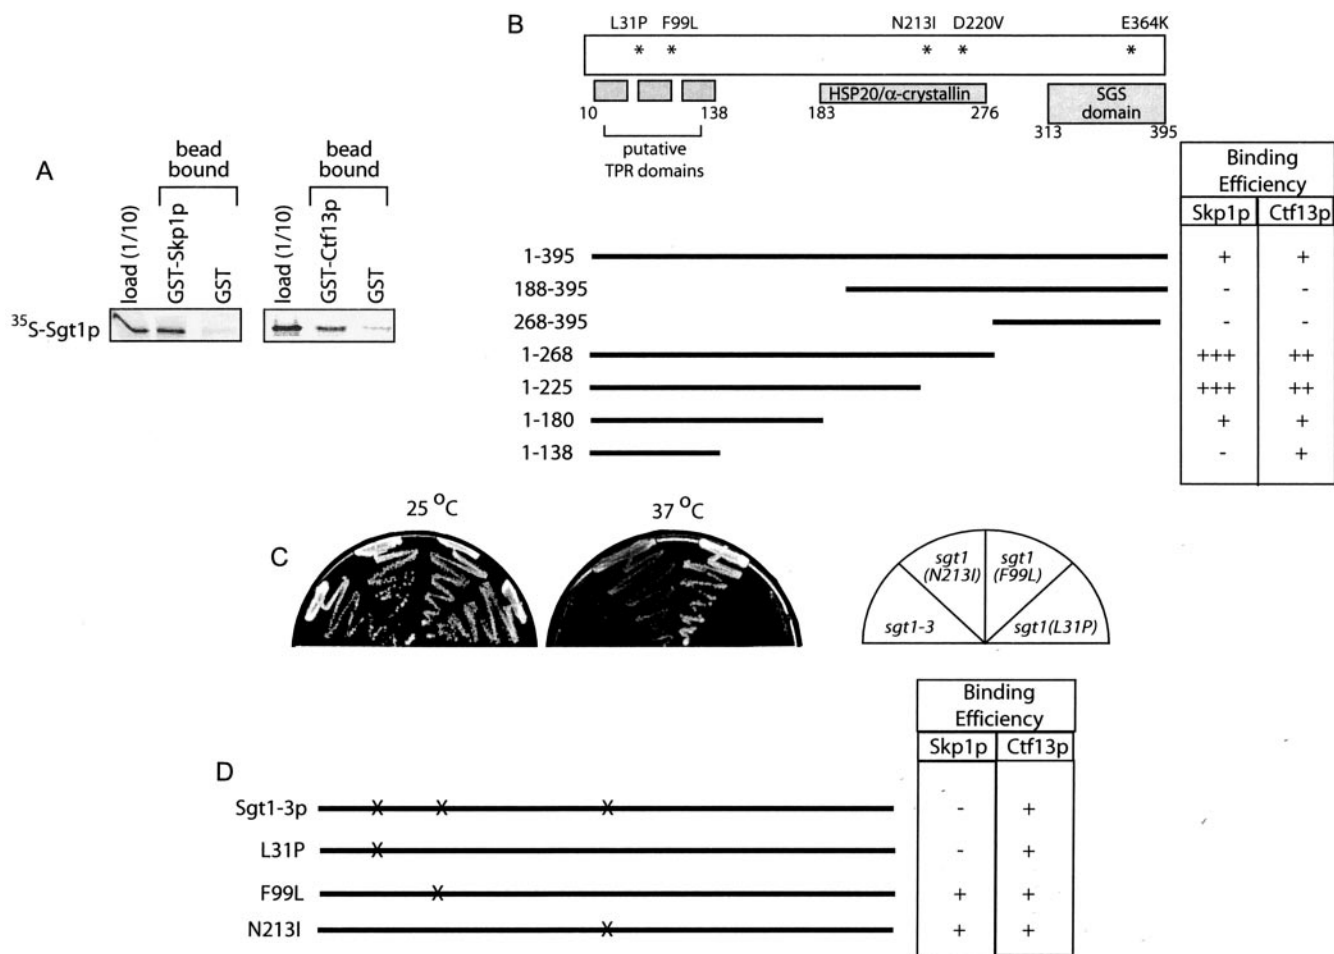 A
bead
bound
bead
bound
load (1/10)
GST-Skp1p
GST
load (1/10)
GST-Ctf13p
GST
35S-Sgt1p
B
L31P F99L N213I D220V E364K
* * * * *
HSP20/α-crystallin
SGS
domain
10 138 183 276 313 395
putative
TPR domains
Binding
Efficiency
Skp1p Ctf13p
1-395 + +
188-395 - -
268-395 - -
1-268 +++ ++
1-225 +++ ++
1-180 + +
1-138 - +
C
25 °C
37 °C
sgt1-3
sgt1
(N213I)
sgt1
(F99L)
sgt1(L31P)
D
Binding
Efficiency
Skp1p Ctf13p
Sgt1-3p X X X - +
L31P X - +
F99L X + +
N213I X + +